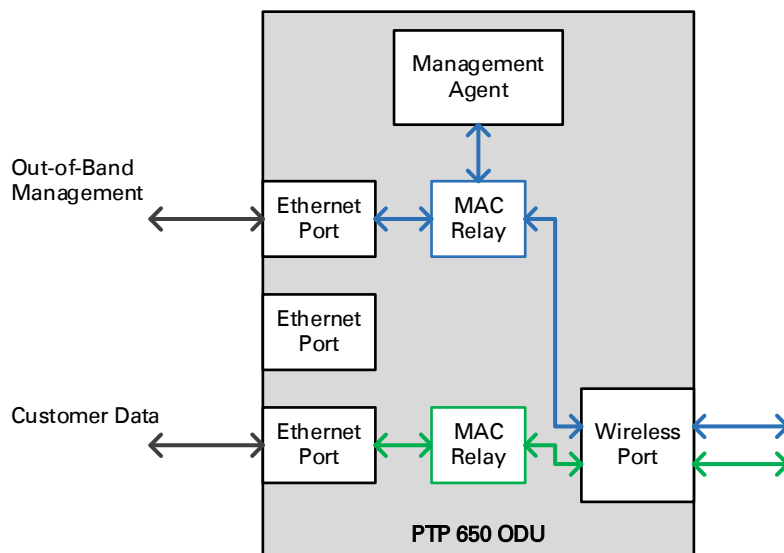 Management
Agent
Out-of-Band
Management
Ethernet
Port
MAC
Relay
Ethernet
Port
Customer Data
Ethernet
Port
MAC
Relay
Wireless
Port
PTP 650 ODU